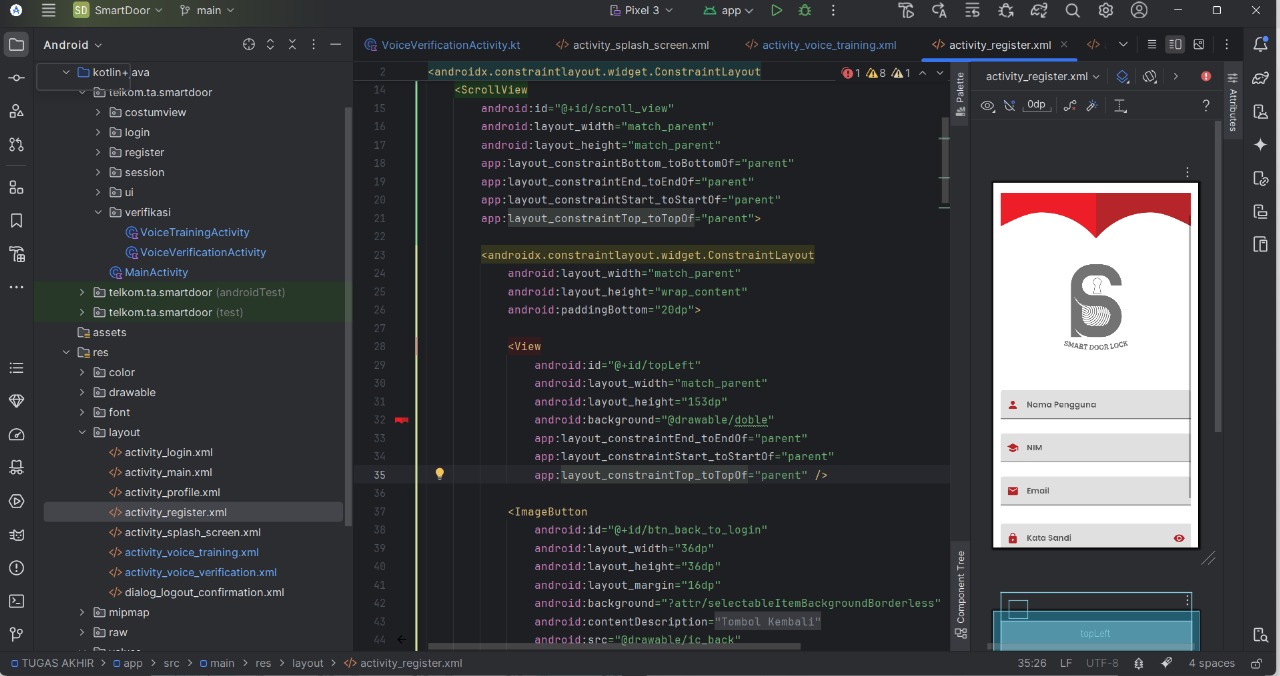 SD SmartDoor main Pixel 3 app
Android
VoiceVerificationActivity.kt activity_splash_screen.xml activity_voice_training.xml activity_register.xml
kotlin+java
telkom.ta.smartdoor
costumview
login
register
session
ui
verifikasi
VoiceTrainingActivity
VoiceVerificationActivity
MainActivity
telkom.ta.smartdoor (androidTest)
telkom.ta.smartdoor (test)
assets
res
color
drawable
font
layout
activity_login.xml
activity_main.xml
activity_profile.xml
activity_register.xml
activity_splash_screen.xml
activity_voice_training.xml
activity_voice_verification.xml
dialog_logout_confirmation.xml
mipmap
raw
values
1 8 1
2 <androidx.constraintlayout.widget.ConstraintLayout
14 <ScrollView
15 android:id="@+id/scroll_view"
16 android:layout_width="match_parent"
17 android:layout_height="match_parent"
18 app:layout_constraintBottom_toBottomOf="parent"
19 app:layout_constraintEnd_toEndOf="parent"
20 app:layout_constraintStart_toStartOf="parent"
21 app:layout_constraintTop_toTopOf="parent">
22
23 <androidx.constraintlayout.widget.ConstraintLayout
24 android:layout_width="match_parent"
25 android:layout_height="wrap_content"
26 android:paddingBottom="20dp">
27
28 <View
29 android:id="@+id/topLeft"
30 android:layout_width="match_parent"
31 android:layout_height="153dp"
32 android:background="@drawable/doble"
33 app:layout_constraintEnd_toEndOf="parent"
34 app:layout_constraintStart_toStartOf="parent"
35 app:layout_constraintTop_toTopOf="parent" />
36
37 <ImageButton
38 android:id="@+id/btn_back_to_login"
39 android:layout_width="36dp"
40 android:layout_height="36dp"
41 android:layout_margin="16dp"
42 android:background="?attr/selectableItemBackgroundBorderless"
43 android:contentDescription="Tombol Kembali"
44 android:src="@drawable/ic_back"
Palette
Component Tree
activity_register.xml
0dp
?
Attributes
SMART DOOR LOCK
Nama Pengguna
NIM
Email
Kata Sandi
topLeft
TUGAS AKHIR > app > src > main > res > layout > activity_register.xml
35:26 LF UTF-8 4 spaces